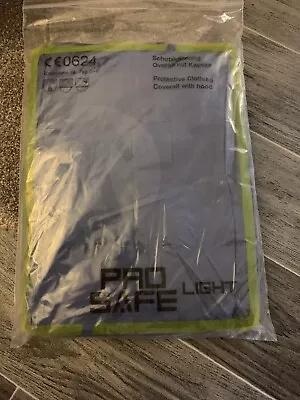 CE0624
Schutzkleidung
Overall mit Kapuze
Protective Clothing
Coverall with hood
PRO
SAFE LIGHT